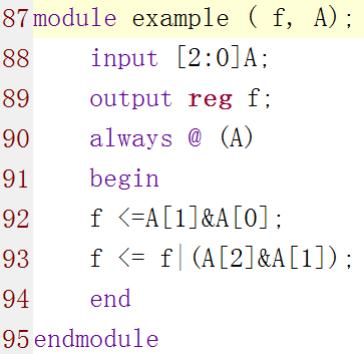 87 module example ( f, A);
88 input [2:0]A;
89 output reg f;
90 always @ (A)
91 begin
92 f <=A[1]&A[0];
93 f <= f|(A[2]&A[1]);
94 end
95 endmodule